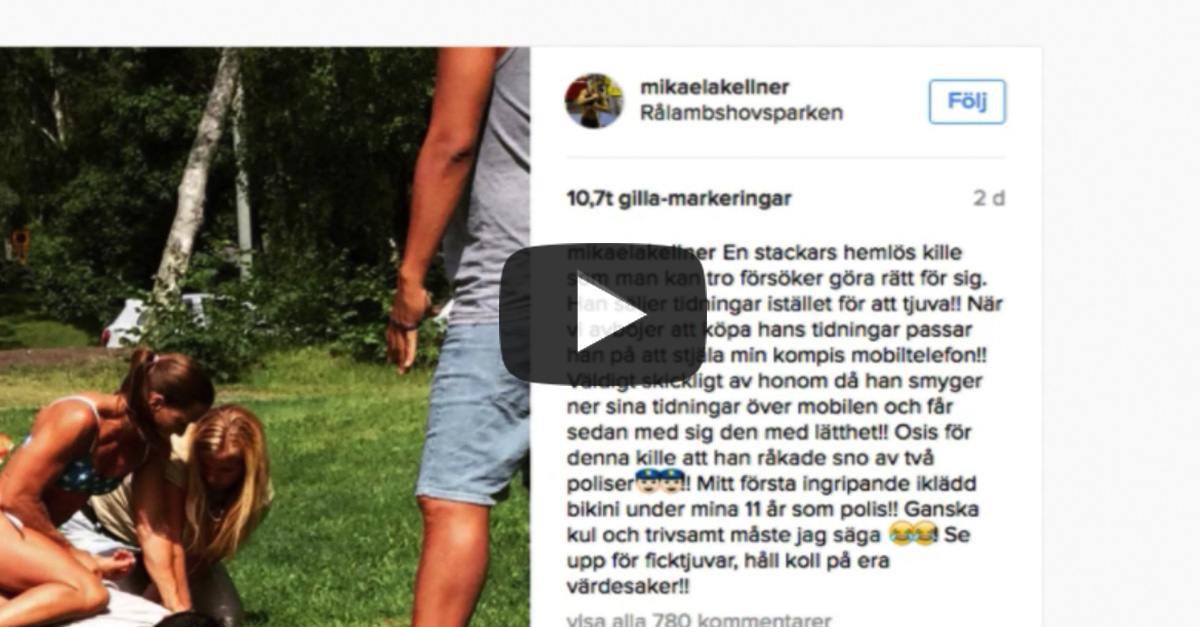 mikaelakellner
Rålambshovsparken
Följ
10,7t gilla-markeringar
2 d
mikaelakellner En stackars hemlös kille
som man kan tro försöker göra rätt för sig.
Han säljer tidningar istället för att tjuva!! När
vi avböjer att köpa hans tidningar passar
han på att stjäla min kompis mobiltelefon!!
Väldigt skickligt av honom då han smyger
ner sina tidningar över mobilen och får
sedan med sig den med lätthet!! Osis för
denna kille att han råkade sno av två
poliser👮👮!! Mitt första ingripande iklädd
bikini under mina 11 år som polis!! Ganska
kul och trivsamt måste jag säga 😂😂! Se
upp för ficktjuvar, håll koll på era
värdesaker!!
visa alla 780 kommentarer